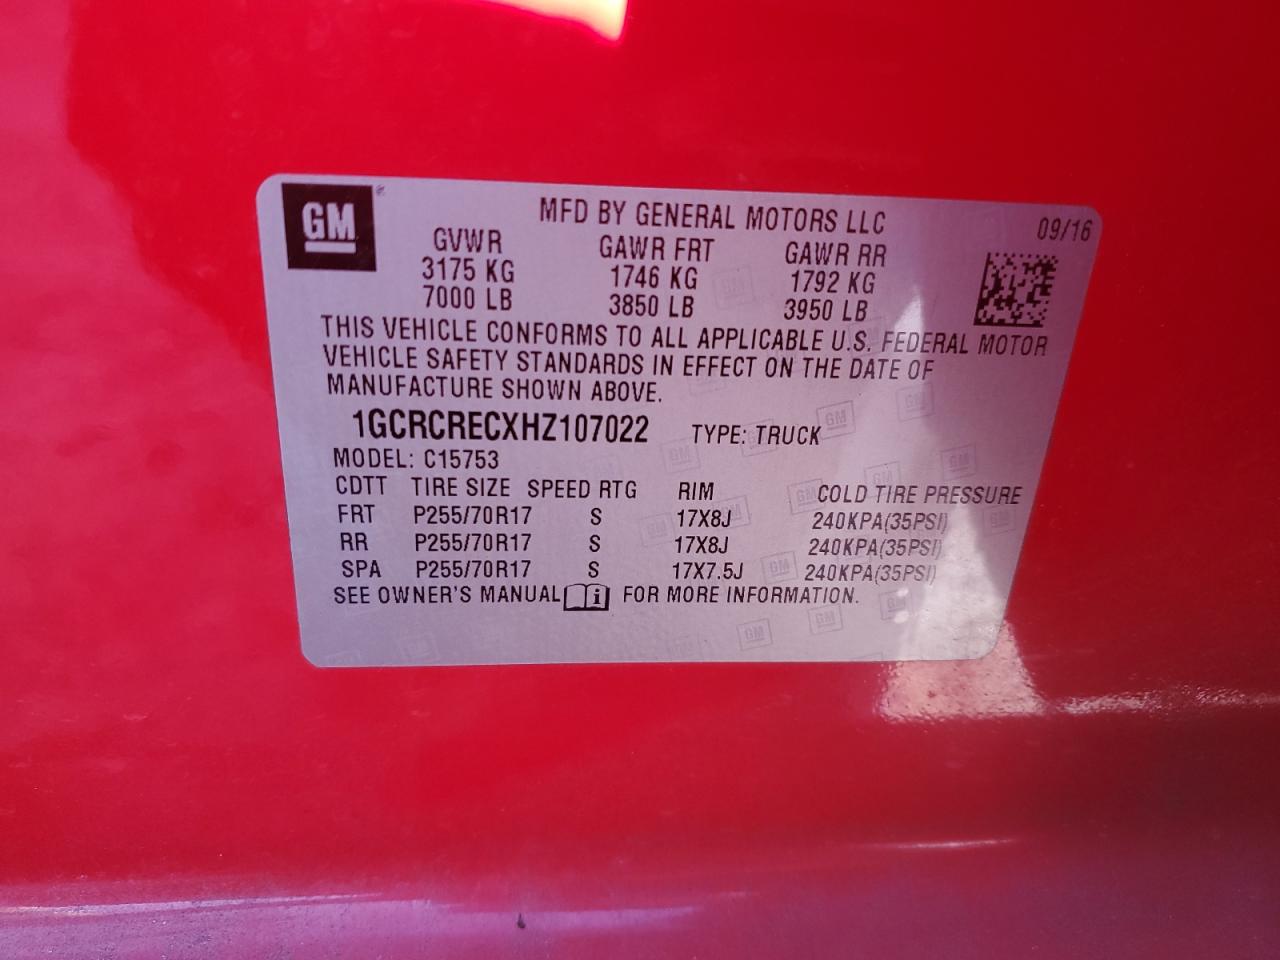 GM
MFD BY GENERAL MOTORS LLC 09/16
GVWR GAWR FRT GAWR RR
3175 KG 1746 KG 1792 KG
7000 LB 3850 LB 3950 LB
THIS VEHICLE CONFORMS TO ALL APPLICABLE U.S. FEDERAL MOTOR
VEHICLE SAFETY STANDARDS IN EFFECT ON THE DATE OF
MANUFACTURE SHOWN ABOVE.
1GCRCRECXHZ107022 TYPE: TRUCK
MODEL: C15753
CDTT TIRE SIZE SPEED RTG RIM COLD TIRE PRESSURE
FRT P255/70R17 S 17X8J 240KPA(35PSI)
RR P255/70R17 S 17X8J 240KPA(35PSI)
SPA P255/70R17 S 17X7.5J 240KPA(35PSI)
SEE OWNER'S MANUAL FOR MORE INFORMATION.